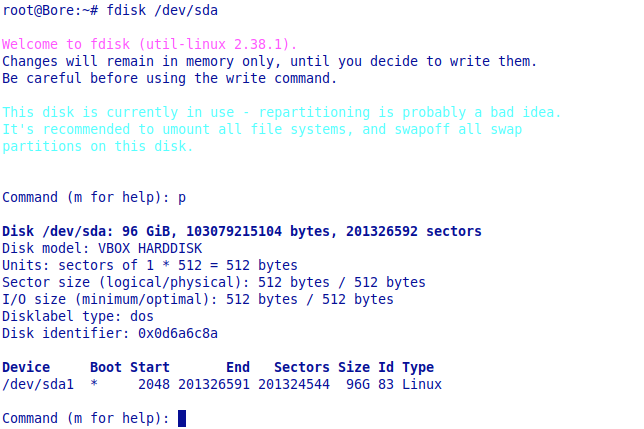 root@Bore:~# fdisk /dev/sda
Welcome to fdisk (util-linux 2.38.1).
Changes will remain in memory only, until you decide to write them.
Be careful before using the write command.
This disk is currently in use - repartitioning is probably a bad idea.
It's recommended to umount all file systems, and swapoff all swap
partitions on this disk.
Command (m for help): p
Disk /dev/sda: 96 GiB, 103079215104 bytes, 201326592 sectors
Disk model: VBOX HARDDISK
Units: sectors of 1 * 512 = 512 bytes
Sector size (logical/physical): 512 bytes / 512 bytes
I/O size (minimum/optimal): 512 bytes / 512 bytes
Disklabel type: dos
Disk identifier: 0x0d6a6c8a
Device     Boot Start       End   Sectors Size Id Type
/dev/sda1  *     2048 201326591 201324544  96G 83 Linux
Command (m for help):